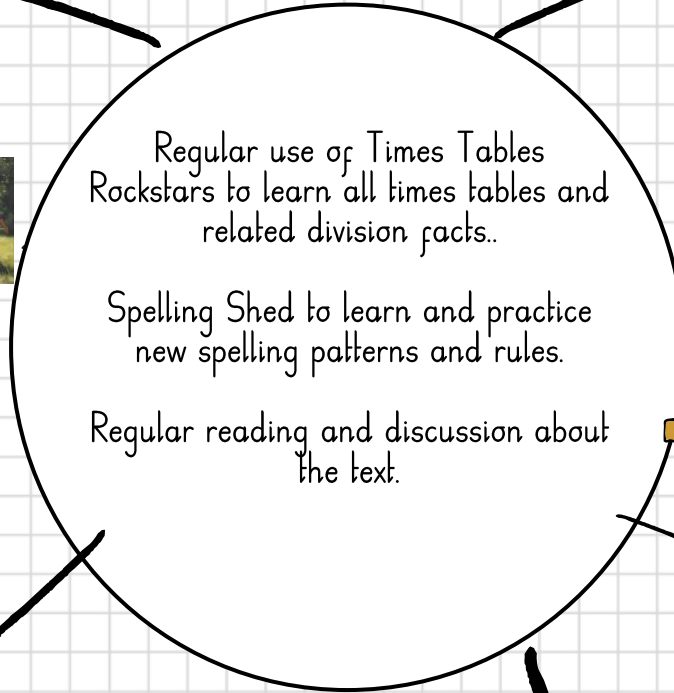 Regular use of Times Tables
Rockstars to learn all times tables and
related division facts..
Spelling Shed to learn and practice
new spelling patterns and rules.
Regular reading and discussion about
the text.